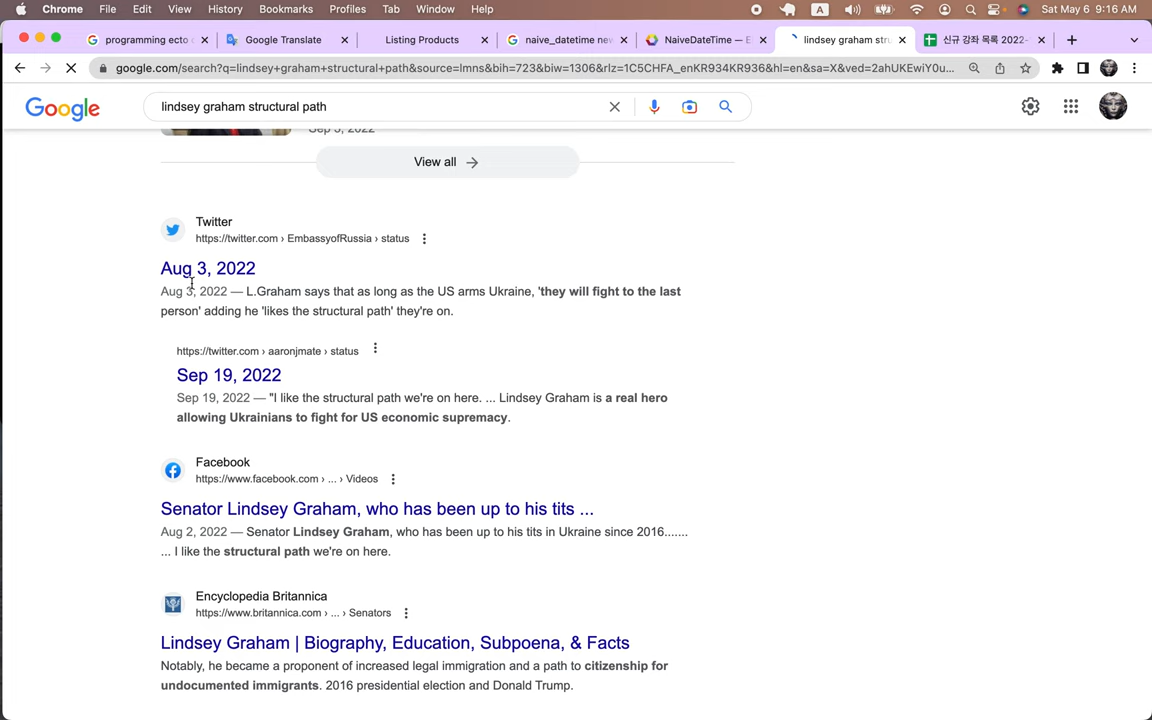 Chrome File Edit View History Bookmarks Profiles Tab Window Help A Sat May 6 9:16 AM
programming ecto Google Translate Listing Products naive_datetime nev NaiveDateTime — E lindsey graham stru 신규 강좌 목록 2022-
google.com/search?q=lindsey+graham+structural+path&source=lmns&bih=723&biw=1306&rlz=1C5CHFA_enKR934KR936&hl=en&sa=X&ved=2ahUKEwiY0u...
Google lindsey graham structural path
Sep 3, 2022
View all
Twitter
https://twitter.com › EmbassyofRussia › status
Aug 3, 2022
Aug 3, 2022 — L.Graham says that as long as the US arms Ukraine, 'they will fight to the last
person' adding he 'likes the structural path' they're on.
https://twitter.com › aaronjmate › status
Sep 19, 2022
Sep 19, 2022 — "I like the structural path we're on here. ... Lindsey Graham is a real hero
allowing Ukrainians to fight for US economic supremacy.
Facebook
https://www.facebook.com › ... › Videos
Senator Lindsey Graham, who has been up to his tits ...
Aug 2, 2022 — Senator Lindsey Graham, who has been up to his tits in Ukraine since 2016.......
... I like the structural path we're on here.
Encyclopedia Britannica
https://www.britannica.com › ... › Senators
Lindsey Graham | Biography, Education, Subpoena, & Facts
Notably, he became a proponent of increased legal immigration and a path to citizenship for
undocumented immigrants. 2016 presidential election and Donald Trump.